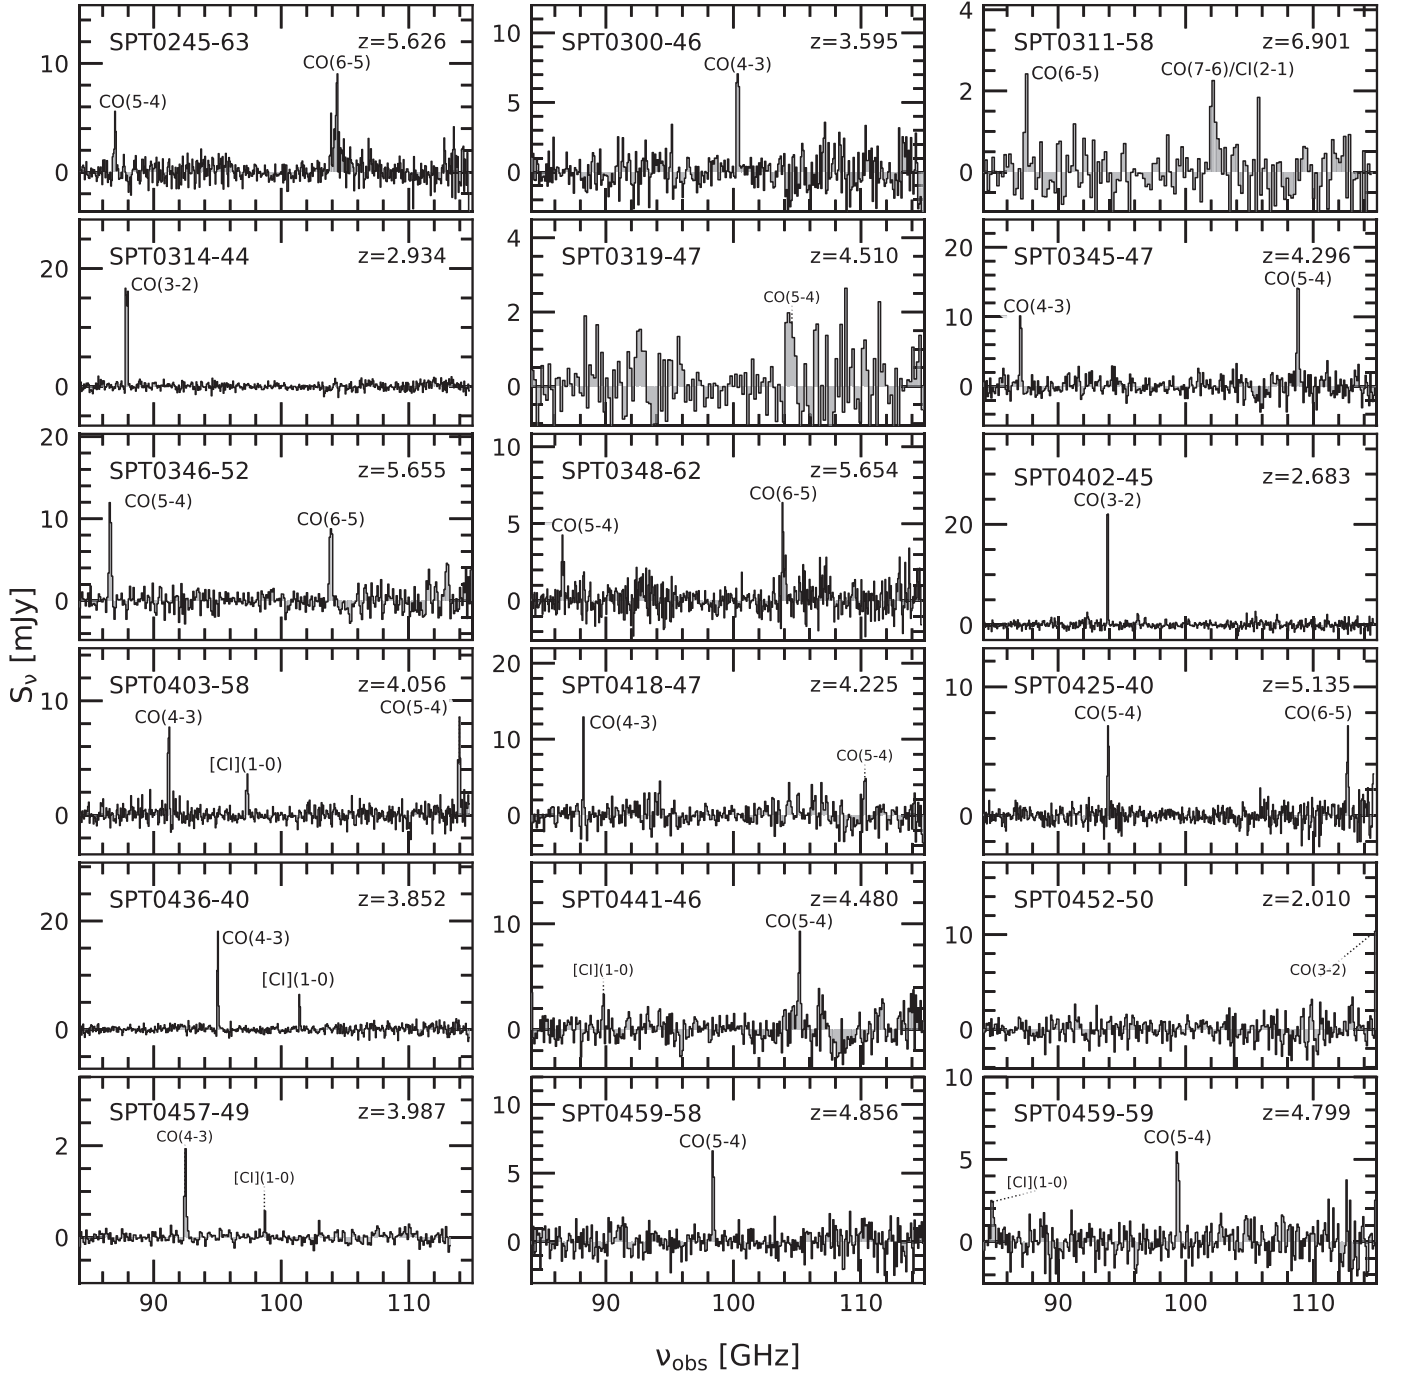 SPT0245-63 z=5.626
CO(6-5)
CO(5-4)
10
0
SPT0300-46 z=3.595
CO(4-3)
10
5
0
SPT0311-58 z=6.901
CO(6-5) CO(7-6)/CI(2-1)
4
2
0
SPT0314-44 z=2.934
CO(3-2)
20
0
SPT0319-47 z=4.510
CO(5-4)
4
2
0
SPT0345-47 z=4.296
CO(5-4)
CO(4-3)
20
10
0
SPT0346-52 z=5.655
CO(5-4)
CO(6-5)
20
10
0
SPT0348-62 z=5.654
CO(6-5)
CO(5-4)
10
5
0
SPT0402-45 z=2.683
CO(3-2)
20
0
SPT0403-58 z=4.056
CO(5-4)
CO(4-3)
[CI](1-0)
10
0
SPT0418-47 z=4.225
CO(4-3)
CO(5-4)
20
10
0
SPT0425-40 z=5.135
CO(5-4) CO(6-5)
10
0
SPT0436-40 z=3.852
CO(4-3)
[CI](1-0)
20
0
SPT0441-46 z=4.480
CO(5-4)
[CI](1-0)
10
0
SPT0452-50 z=2.010
CO(3-2)
10
0
SPT0457-49 z=3.987
CO(4-3)
[CI](1-0)
2
0
90 100 110
SPT0459-58 z=4.856
CO(5-4)
10
5
0
90 100 110
SPT0459-59 z=4.799
CO(5-4)
[CI](1-0)
10
5
0
90 100 110
Sν [mJy]
νobs [GHz]